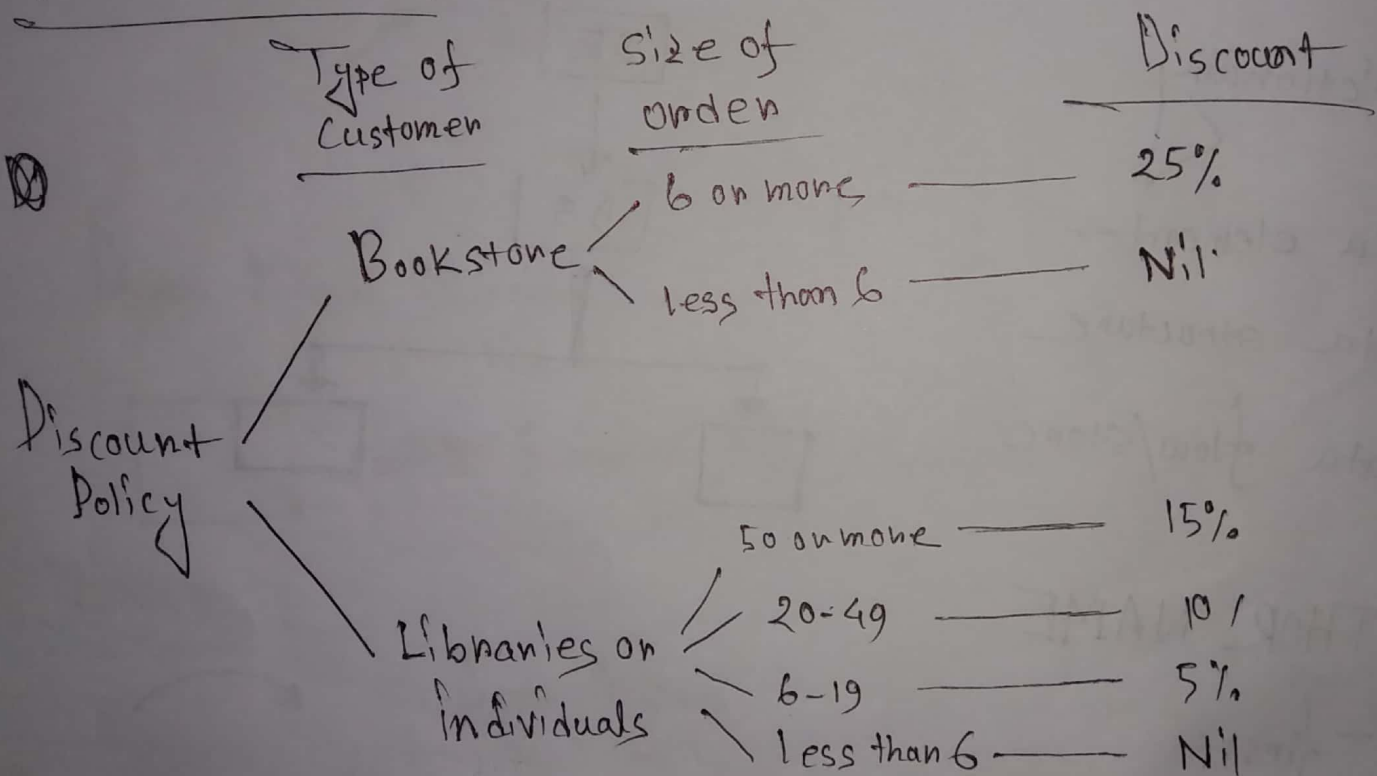 Type of
Customer
Size of
order
Discount
Bookstore
6 or more
25%
less than 6
Nil.
Discount
Policy
Libraries or
individuals
50 or more
15%
20-49
10%
6-19
5%
less than 6
Nil